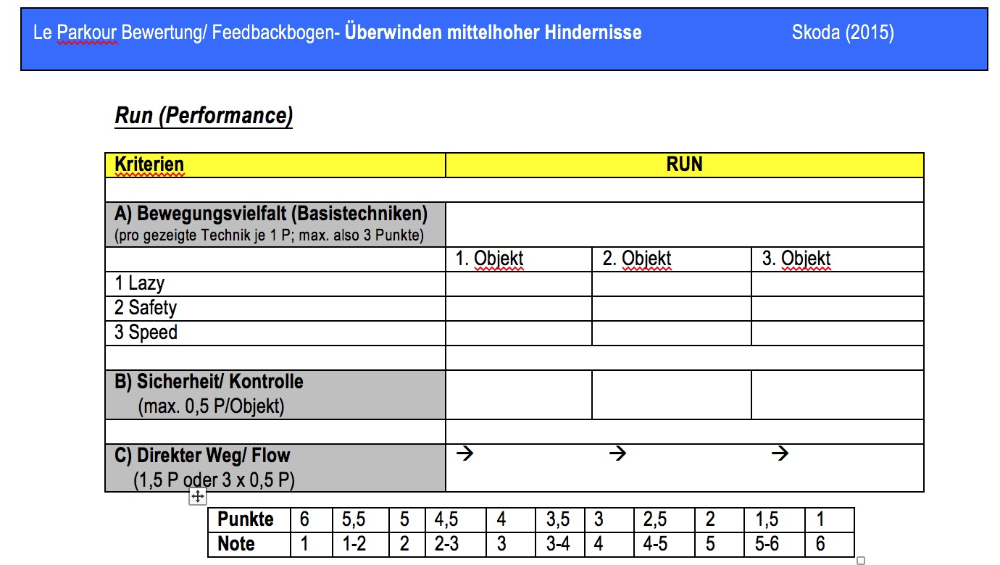 Le Parkour Bewertung/ Feedbackbogen- Überwinden mittelhoher Hindernisse Skoda (2015)
Run (Performance)
Kriterien RUN
A) Bewegungsvielfalt (Basistechniken)
(pro gezeigte Technik je 1 P; max. also 3 Punkte)
1. Objekt 2. Objekt 3. Objekt
1 Lazy
2 Safety
3 Speed
B) Sicherheit/ Kontrolle
(max. 0,5 P/Objekt)
C) Direkter Weg/ Flow → → →
(1,5 P oder 3 x 0,5 P)
Punkte 6 5,5 5 4,5 4 3,5 3 2,5 2 1,5 1
Note 1 1-2 2 2-3 3 3-4 4 4-5 5 5-6 6